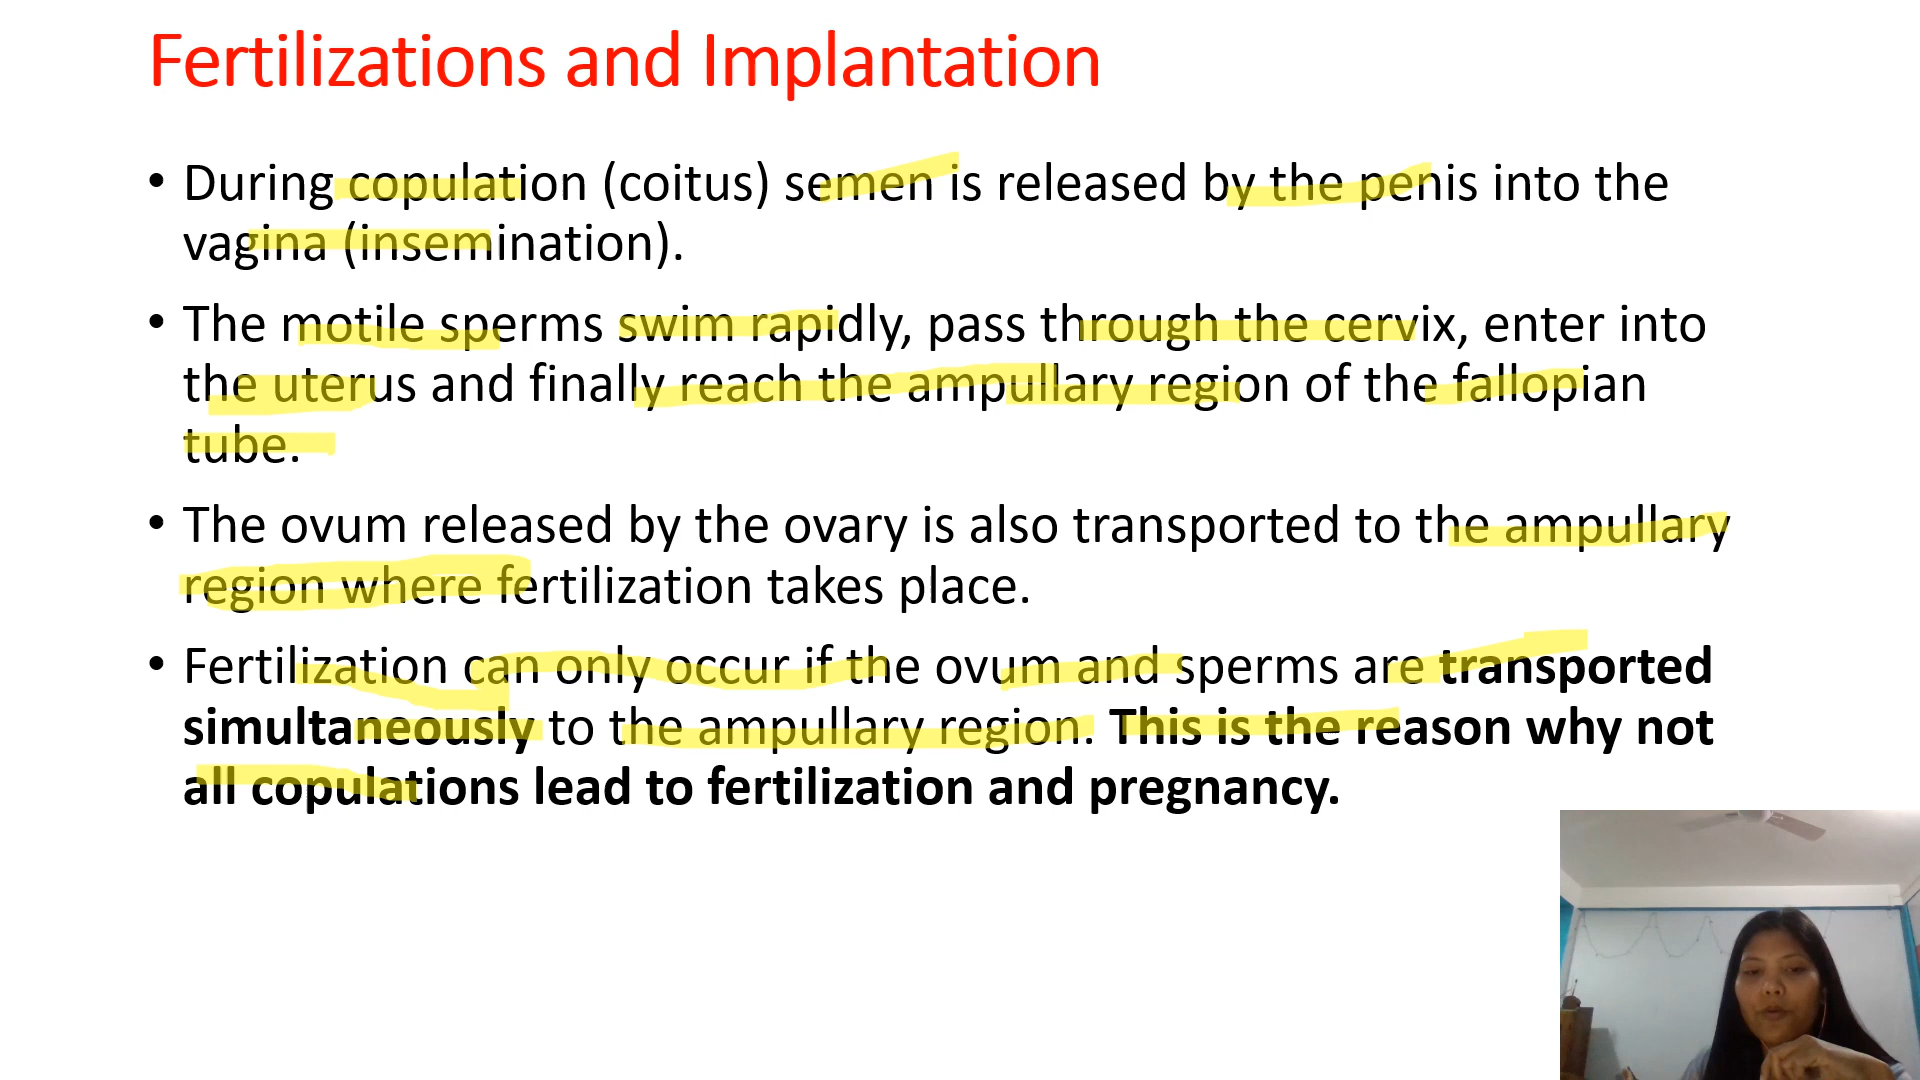 Fertilizations and Implantation
• During copulation (coitus) semen is released by the penis into the
vagina (insemination).
• The motile sperms swim rapidly, pass through the cervix, enter into
the uterus and finally reach the ampullary region of the fallopian
tube.
• The ovum released by the ovary is also transported to the ampullary
region where fertilization takes place.
• Fertilization can only occur if the ovum and sperms are transported
simultaneously to the ampullary region. This is the reason why not
all copulations lead to fertilization and pregnancy.